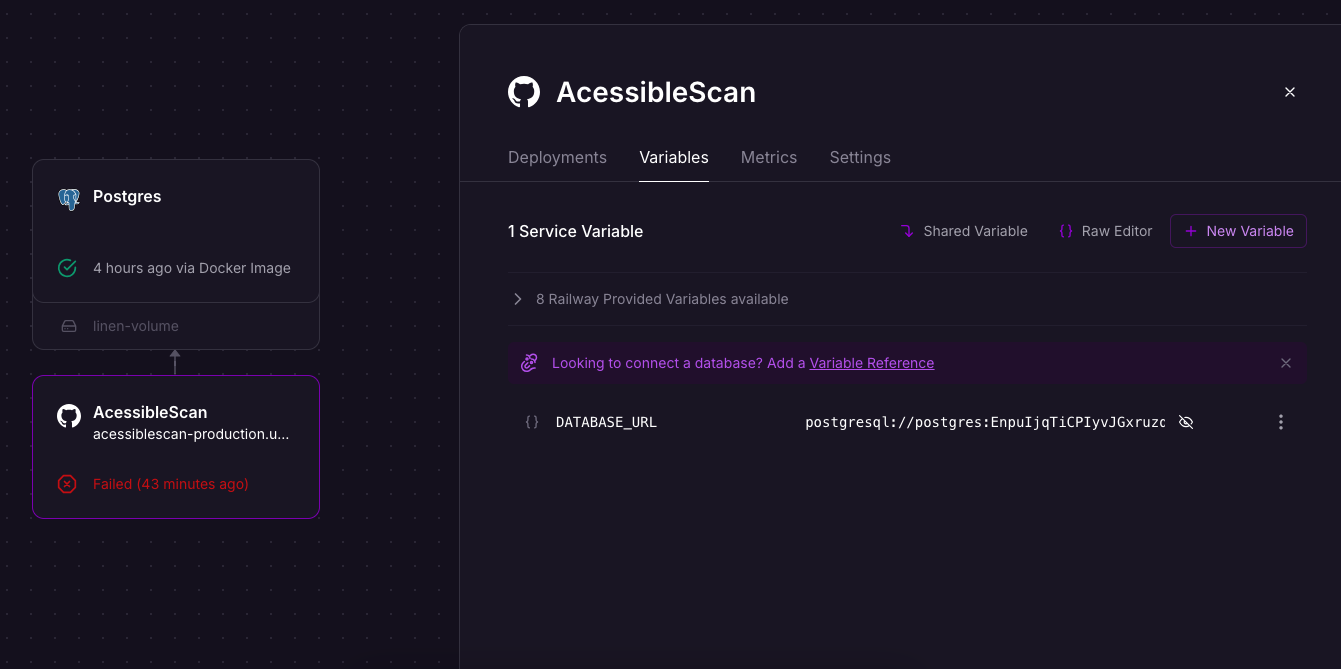 Postgres
4 hours ago via Docker Image
linen-volume
AcessibleScan
acessiblescan-production.u...
Failed (43 minutes ago)
AcessibleScan
Deployments Variables Metrics Settings
1 Service Variable Shared Variable {} Raw Editor + New Variable
8 Railway Provided Variables available
Looking to connect a database? Add a Variable Reference
{} DATABASE_URL postgresql://postgres:EnpuIjqTiCPIyvJGxruzc